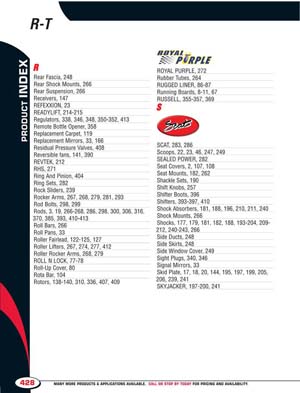 R-T
PRODUCT INDEX
R
Rear Fascia, 248
Rear Shock Mounts, 266
Rear Suspension, 266
Receivers, 147
REFEXXION, 23
READYLIFT, 214-215
Regulators, 338, 346, 348, 350-352, 413
Remote Bottle Opener, 358
Replacement Carpet, 119
Replacement Mirrors, 33, 166
Residual Pressure Valves, 408
Reversible fans, 141, 390
REVTEK, 212
RHS, 271
Ring And Pinion, 404
Ring Sets, 282
Rock Sliders, 239
Rocker Arms, 267, 268, 279, 281, 293
Rod Bolts, 298, 299
Rods, 3, 19, 266-268, 286, 298, 300, 306, 316,
370, 385, 393, 410-413
Roll Bars, 266
Roll Pans, 33
Roller Fairlead, 122-125, 127
Roller Lifters, 267, 274, 277, 412
Roller Rocker Arms, 268, 279
ROLL N LOCK, 77-78
Roll-Up Cover, 80
Rota Bar, 104
Rotors, 138-140, 310, 336, 407, 409
ROYAL PURPLE
ROYAL PURPLE, 272
Rubber Tubes, 264
RUGGED LINER, 86-87
Running Boards, 8-11, 67
RUSSELL, 355-357, 369
S
Scat
SCAT, 283, 286
Scoops, 22, 23, 46, 247, 249
SEALED POWER, 282
Seat Covers, 2, 107, 108
Seat Mounts, 182, 262
Shackle Sets, 190
Shift Knobs, 257
Shifter Boots, 396
Shifters, 393-397, 410
Shock Absorbers, 181, 188, 196, 210, 211, 240
Shock Mounts, 266
Shocks, 177, 179, 181, 182, 188, 193-204, 209-
212, 240-243, 266
Side Ducts, 248
Side Skirts, 248
Side Window Cover, 249
Sight Plugs, 340, 346
Signal Mirrors, 33
Skid Plate, 17, 18, 20, 144, 195, 197, 199, 205,
206, 239, 241
SKYJACKER, 197-200, 241
428
MANY MORE PRODUCTS & APPLICATIONS AVAILABLE. CALL OR STOP BY TODAY FOR PRICING AND AVAILABILITY